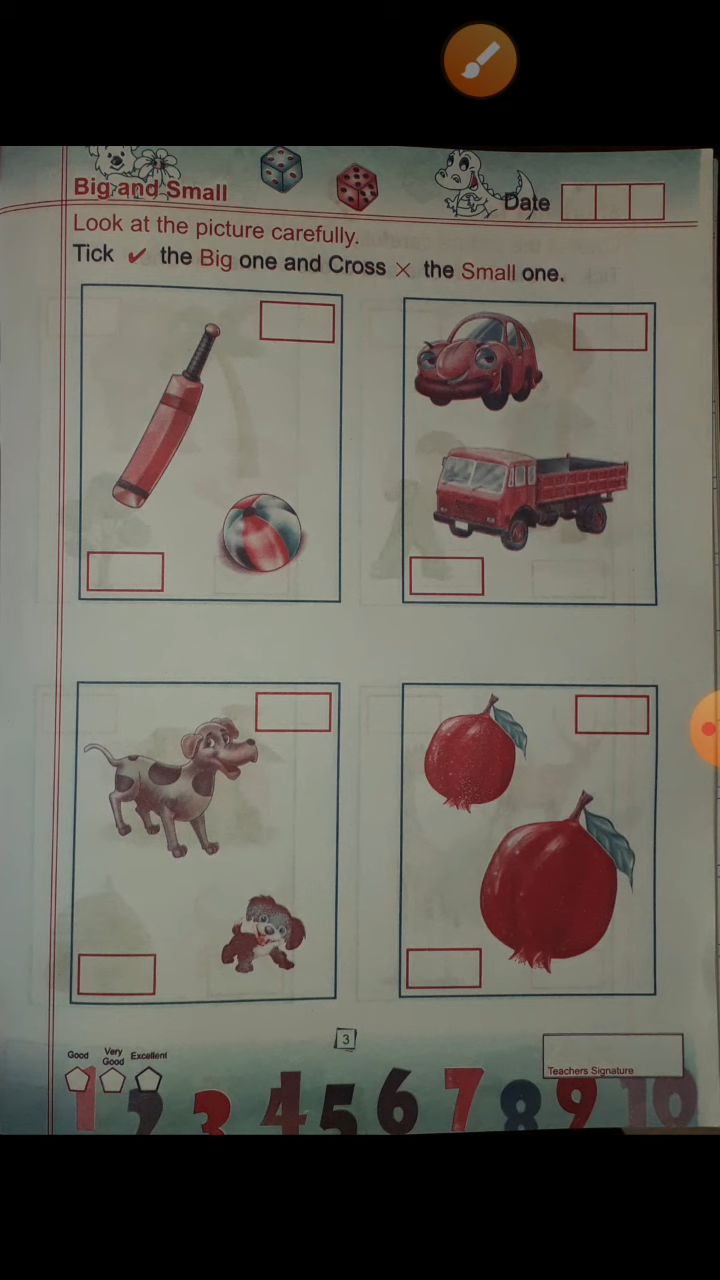 Big and Small
Date
Look at the picture carefully.
Tick ✔ the Big one and Cross × the Small one.
3
Good
Very Good
Excellent
Teachers Signature
1 2 3 4 5 6 7 8 9 10